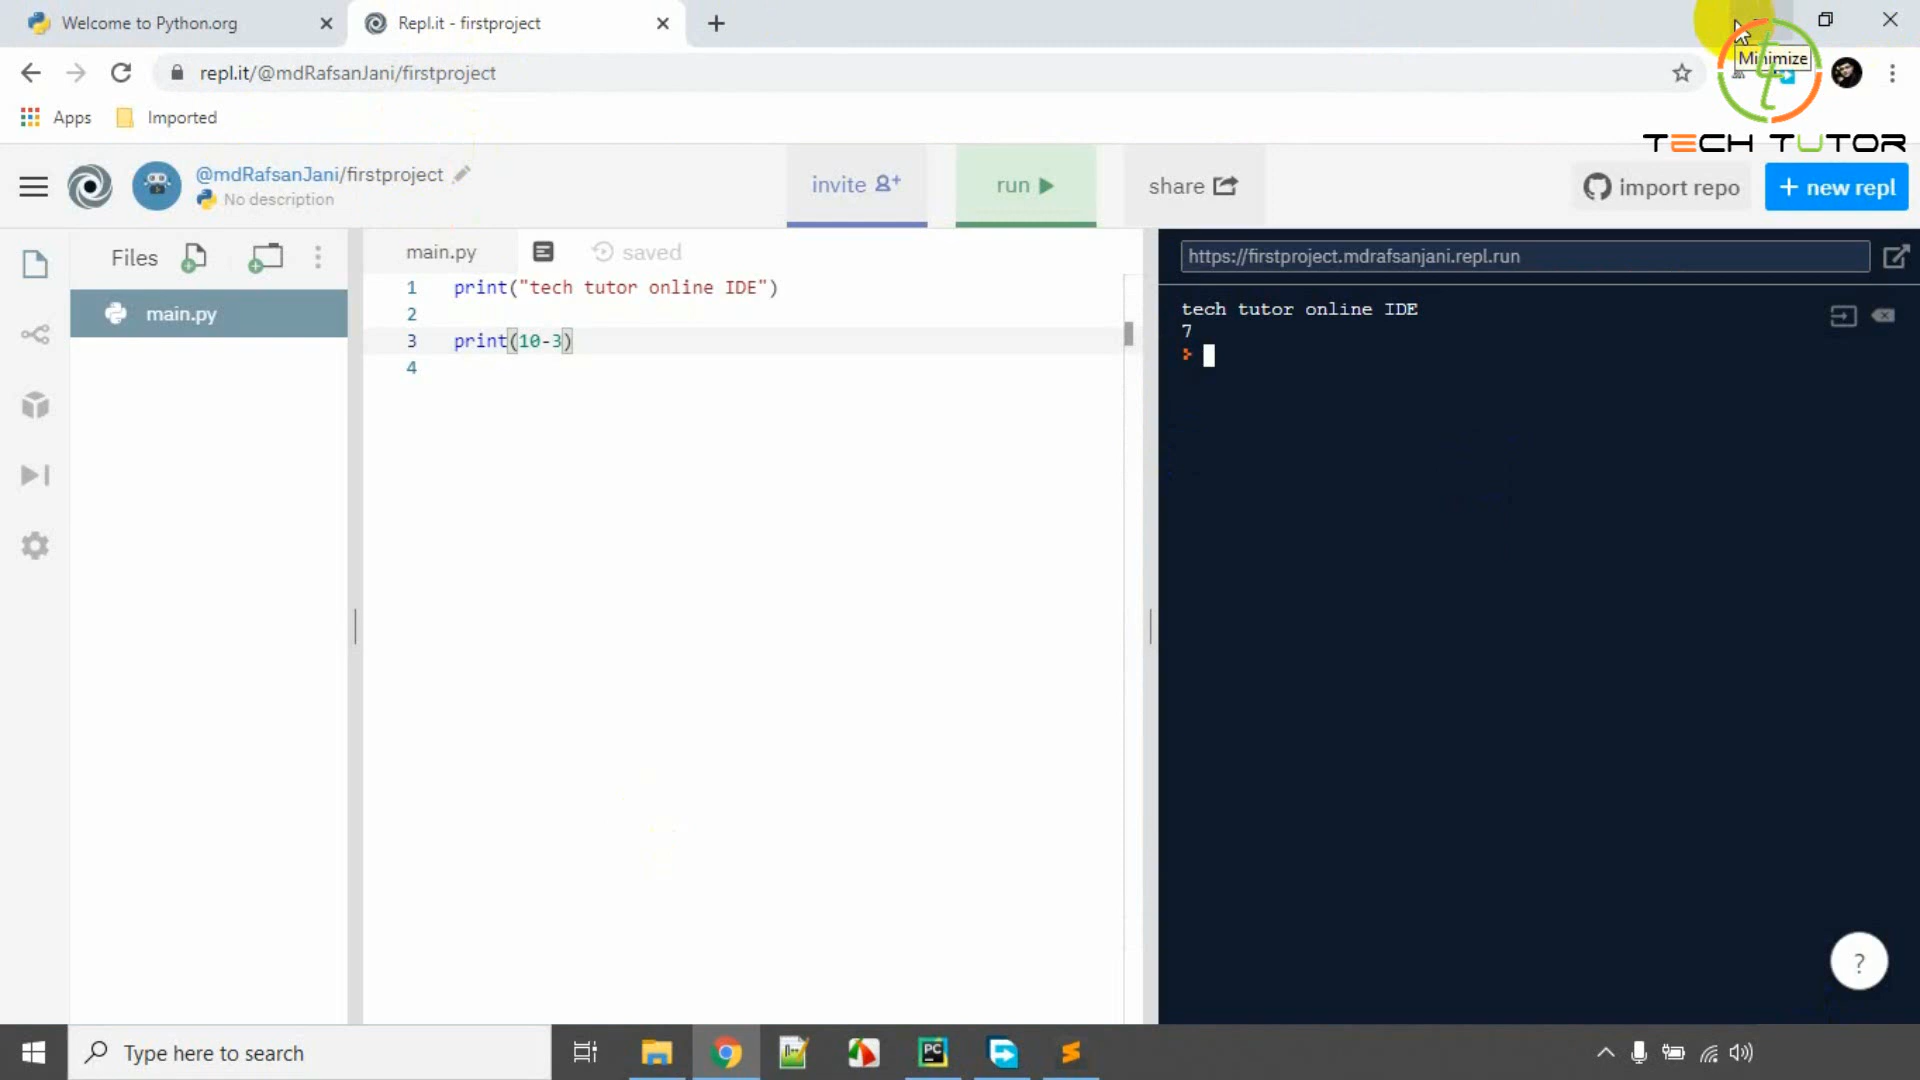 Welcome to Python.org
Repl.it - firstproject
Minimize
repl.it/@mdRafsanJani/firstproject
Apps
Imported
TECH TUTOR
@mdRafsanJani/firstproject
No description
invite
run
share
import repo
+ new repl
Files
main.py
saved
https://firstproject.mdrafsanjani.repl.run
main.py
1 print("tech tutor online IDE")
2
3 print(10-3)
4
tech tutor online IDE
7
?
Type here to search
PC